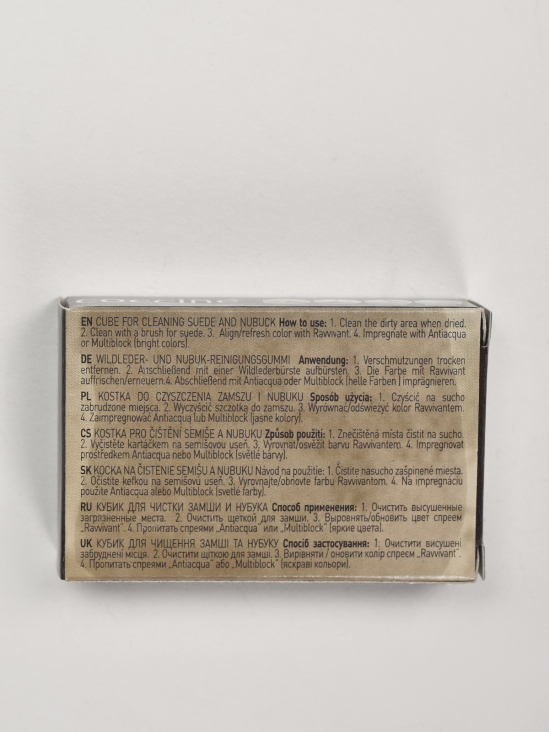 EN CUBE FOR CLEANING SUEDE AND NUBUCK How to use: 1. Clean the dirty area when dried.
2. Clean with a brush for suede. 3. Align/refresh color with Ravvivant. 4. Impregnate with Antiacqua
or Multiblock (bright colors).
DE WILDLEDER- UND NUBUK-REINIGUNGSGUMMI Anwendung: 1. Verschmutzungen trocken
entfernen. 2. Anschließend mit einer Wildlederbürste aufbürsten. 3. Die Farbe mit Ravvivant
auffrischen/erneuern.4. Abschließend mit Antiacqua oder Multiblock (helle Farben) imprägnieren.
PL KOSTKA DO CZYSZCZENIA ZAMSZU I NUBUKU Sposób użycia: 1. Czyścić na sucho
zabrudzone miejsca. 2. Wyczyścić szczotką do zamszu. 3. Wyrównać/odświeżyć kolor Ravvivantem.
4. Zaimpregnować Antiacquą lub Multiblock (jasne kolory).
CS KOSTKA PRO ČIŠTĚNÍ SEMIŠE A NUBUKU Způsob použití: 1. Znečištěná místa čistit na sucho.
2. Vyčistěte kartáčkem na semišovou useň. 3. Vyrovnat/osvěžit barvu Ravvivantem. 4. Impregovat
prostředkem Antiacqua nebo Multiblock (světlé barvy).
SK KOCKA NA ČISTENIE SEMIŠU A NUBUKU Návod na použitie: 1. Čistite nasucho zašpinené miesta.
2. Očistite kefkou na semišovú useň. 3. Vyrovnajte/obnovte farbu Ravvivantom. 4. Na impregnáciu
použite Antiacqua alebo Multiblock (svetlé farby).
RU КУБИК ДЛЯ ЧИСТКИ ЗАМШИ И НУБУКА Способ применения: 1. Очистить высушенные
загрязненные места. 2. Очистить щеткой для замши. 3. Выровнять/обновить цвет спреем
„Ravvivant". 4. Пропитать спреями „Antiacqua" или „Multiblock" (яркие цвета).
UK КУБИК ДЛЯ ЧИЩЕННЯ ЗАМШІ ТА НУБУКУ Спосіб застосування: 1. Очистити висушені
забруднені місця. 2. Очистити щіткою для замші. 3. Вирівняти/ оновити колір спреєм „Ravvivant".
4. Пропитать спреями „Antiacqua" або „Multiblock" (яскраві кольори).